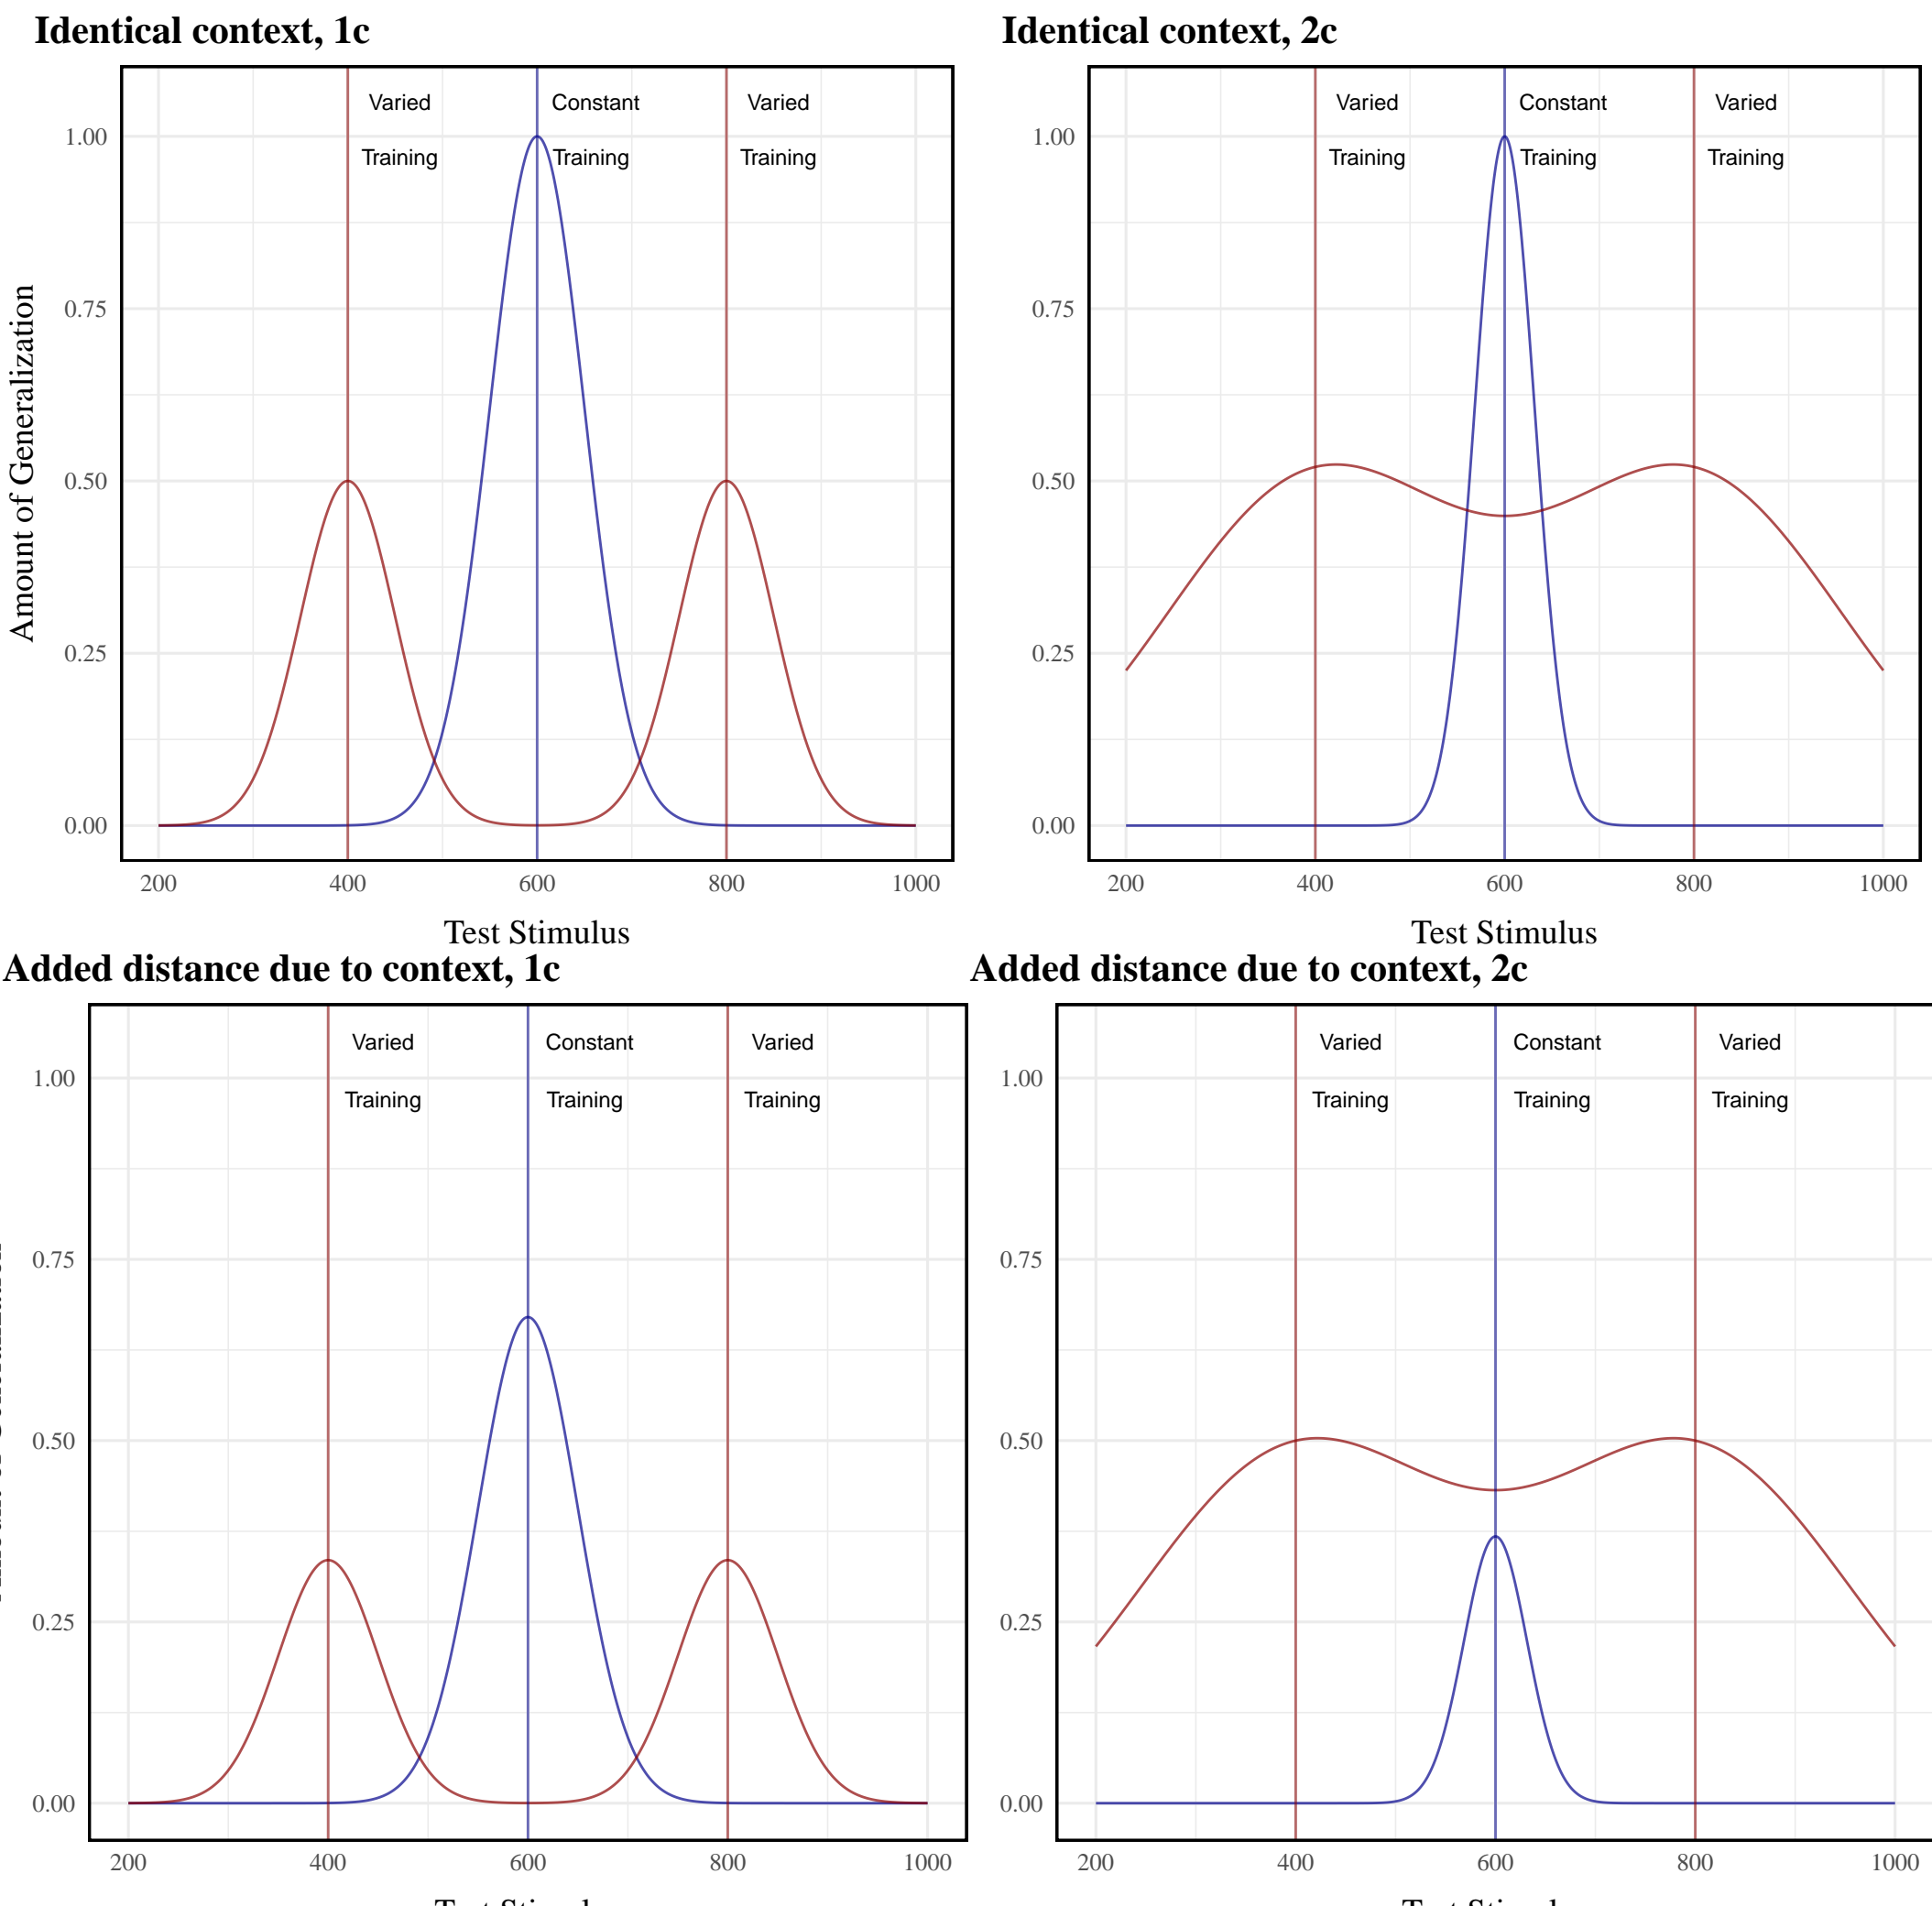 Identical context, 1c
Varied Constant Varied
Training Training Training
1.00
0.75
0.50
0.25
0.00
Amount of Generalization
200 400 600 800 1000
Test Stimulus
Identical context, 2c
Varied Constant Varied
Training Training Training
1.00
0.75
0.50
0.25
0.00
200 400 600 800 1000
Test Stimulus
Added distance due to context, 1c
Varied Constant Varied
Training Training Training
1.00
0.75
0.50
0.25
0.00
200 400 600 800 1000
Added distance due to context, 2c
Varied Constant Varied
Training Training Training
1.00
0.75
0.50
0.25
0.00
200 400 600 800 1000